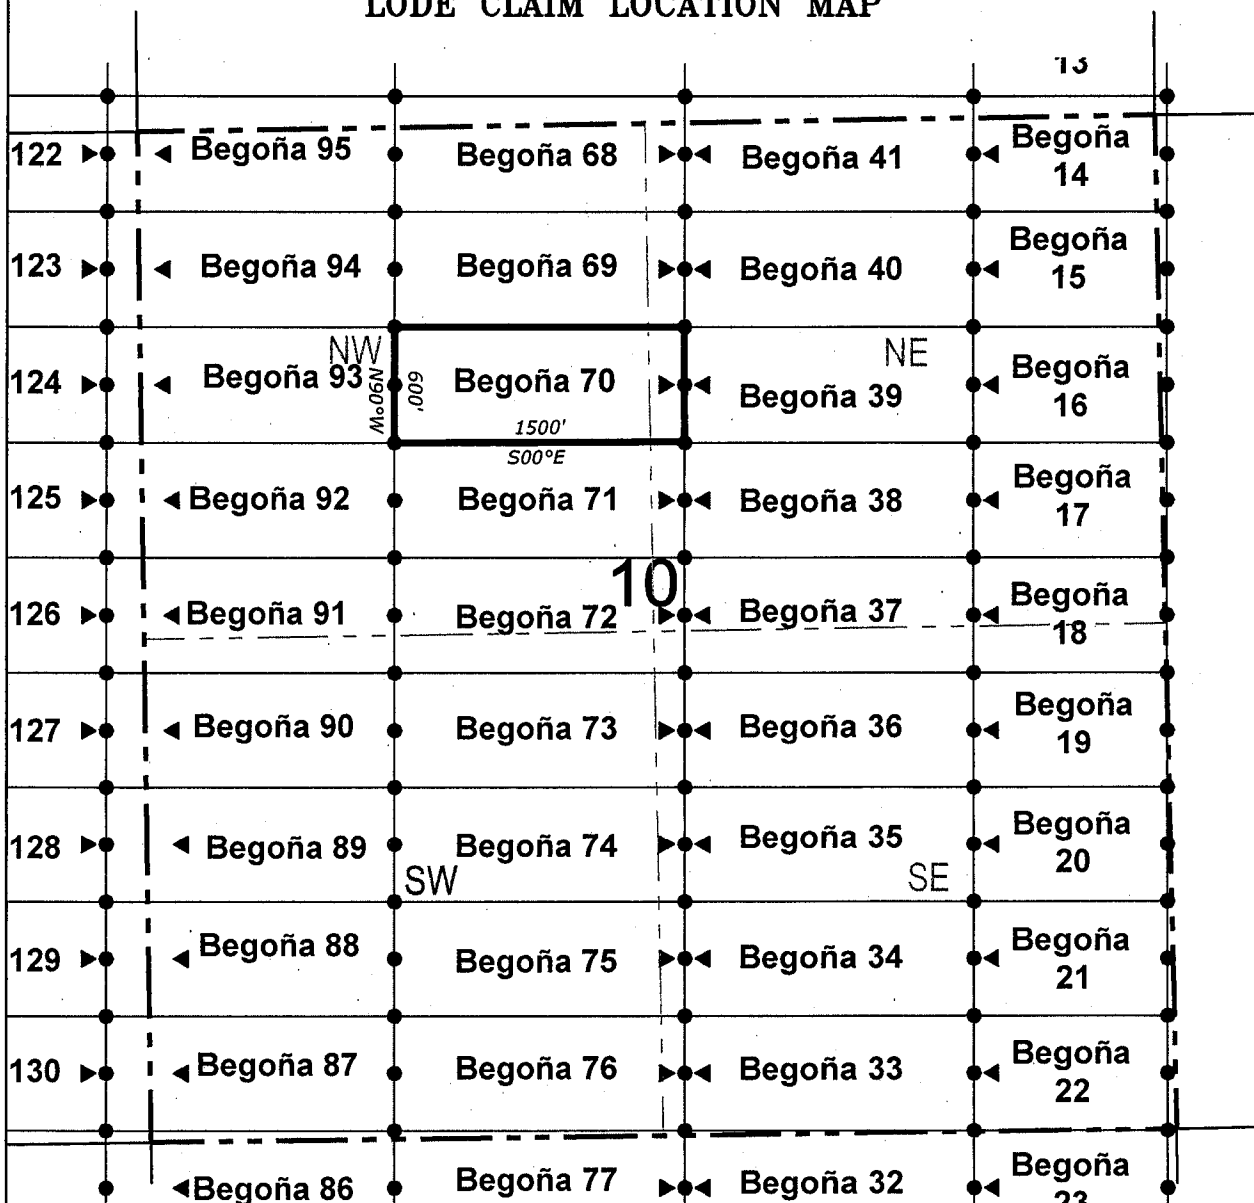 LODE CLAIM LOCATION MAP
13
122
Begoña 95
Begoña 68
Begoña 41
Begoña
14
123
Begoña 94
Begoña 69
Begoña 40
Begoña
15
NW
NE
124
Begoña 93
N90°W
600'
Begoña 70
Begoña 39
Begoña
16
1500'
S00°E
125
Begoña 92
Begoña 71
Begoña 38
Begoña
17
10
126
Begoña 91
Begoña 72
Begoña 37
Begoña
18
127
Begoña 90
Begoña 73
Begoña 36
Begoña
19
128
Begoña 89
Begoña 74
Begoña 35
Begoña
20
SW
SE
129
Begoña 88
Begoña 75
Begoña 34
Begoña
21
130
Begoña 87
Begoña 76
Begoña 33
Begoña
22
Begoña 86
Begoña 77
Begoña 32
Begoña
23